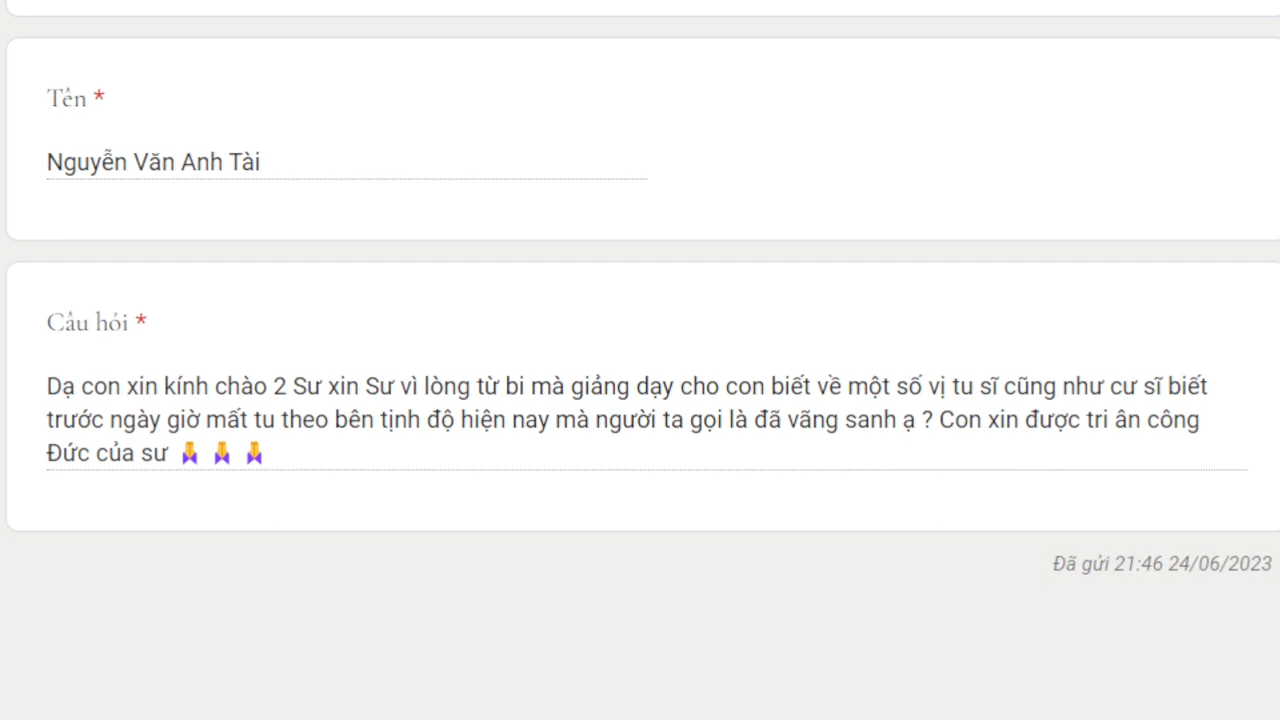 Tên *
Nguyễn Văn Anh Tài
Câu hỏi *
Dạ con xin kính chào 2 Sư xin Sư vì lòng từ bi mà giảng dạy cho con biết về một số vị tu sĩ cũng như cư sĩ biết
trước ngày giờ mất tu theo bên tịnh độ hiện nay mà người ta gọi là đã vãng sanh ạ ? Con xin được tri ân công
Đức của sư 🙏 🙏 🙏
Đã gửi 21:46 24/06/2023